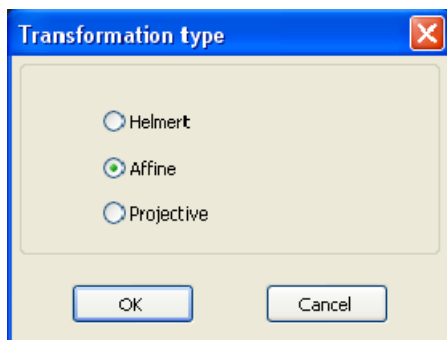 Transformation type
Helmert
Affine
Projective
OK
Cancel